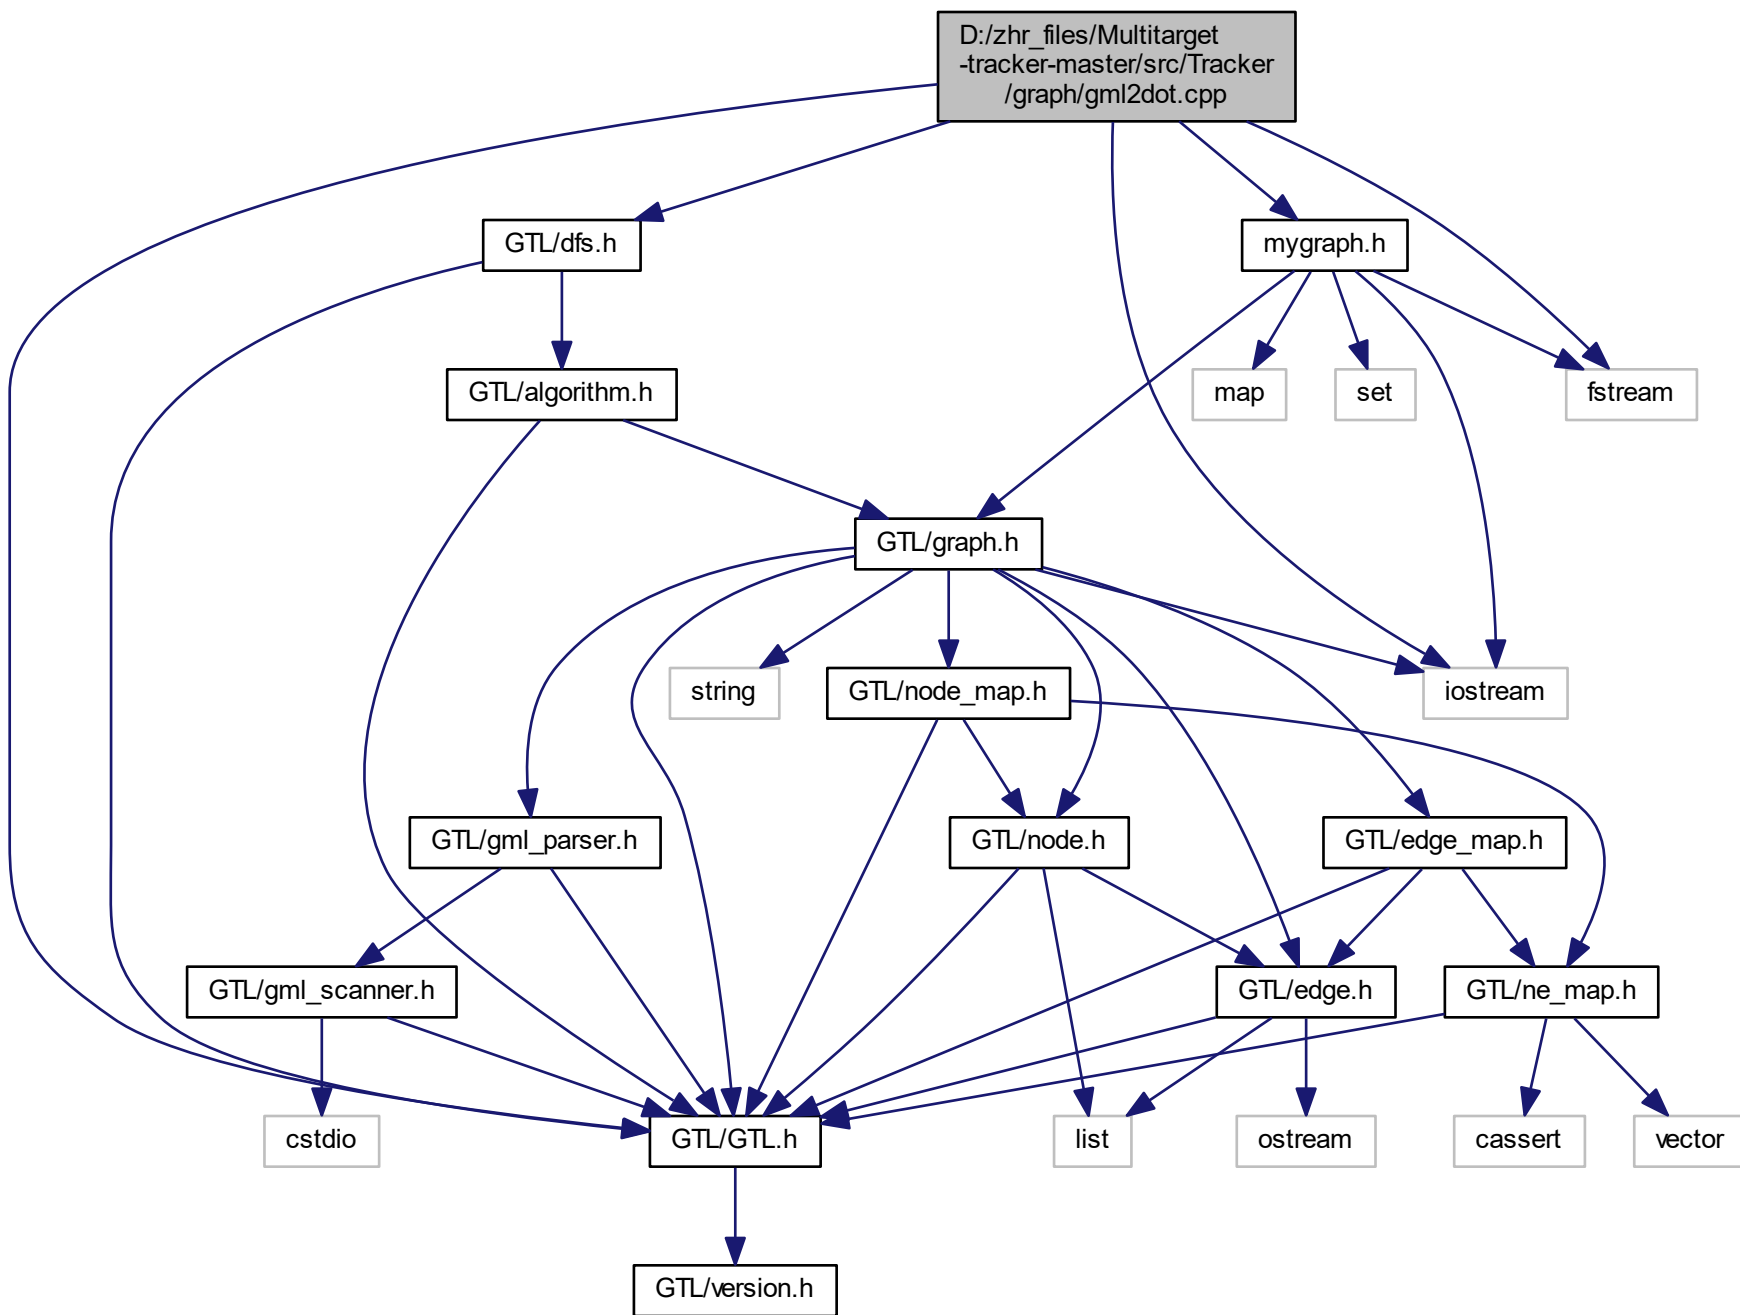 D:/zhr_files/Multitarget
-tracker-master/src/Tracker
/graph/gml2dot.cpp
GTL/dfs.h
mygraph.h
GTL/algorithm.h
map
set
fstream
GTL/graph.h
string
GTL/node_map.h
iostream
GTL/gml_parser.h
GTL/node.h
GTL/edge_map.h
GTL/gml_scanner.h
GTL/edge.h
GTL/ne_map.h
cstdio
GTL/GTL.h
list
ostream
cassert
vector
GTL/version.h